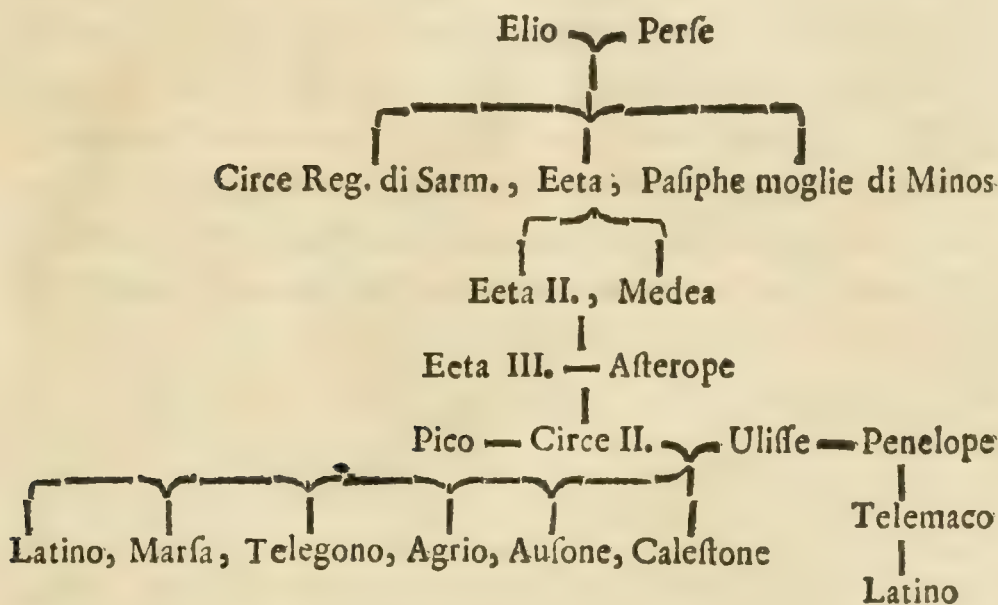 Elio Perſe
Circe Reg. di Sarm., Eeta, Paſiphe moglie di Minos
Eeta II., Medea
Eeta III. — Aſterope
Pico — Circe II. Uliſſe — Penelope
Telemaco
Latino, Marſa, Telegono, Agrio, Auſone, Caleſtone
Latino